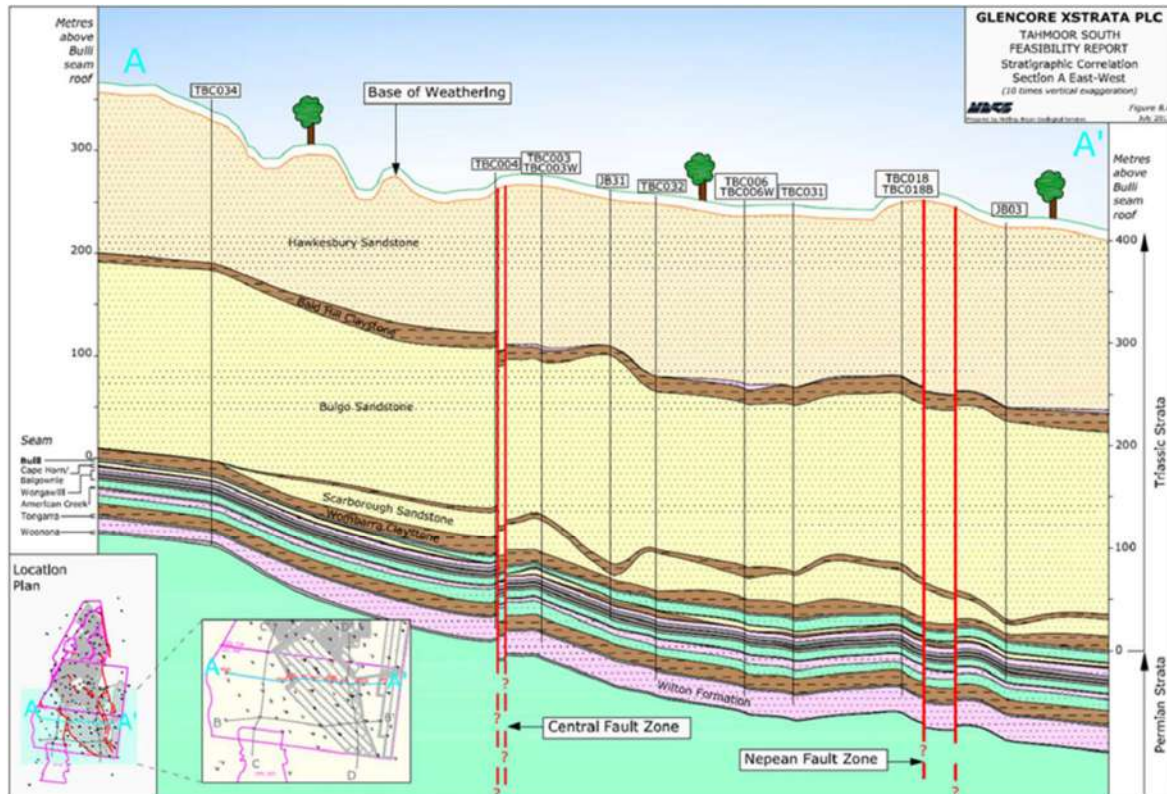 Metres
above
Bulli
seam
roof
A
TBC034
Base of Weathering
GLENCORE XSTRATA PLC
TAHMOOR SOUTH
FEASIBILITY REPORT
Stratigraphic Correlation
Section A East-West
(10 times vertical exaggeration)
A'
Metres
above
Bulli
seam
roof
TBC004
TBC003
TBC003W
JB31
TBC032
TBC006
TBC006W
TBC031
TBC018
TBC018B
JB03
300
200
100
0
400
300
200
100
0
Hawkesbury Sandstone
Bald Hill Claystone
Bulgo Sandstone
Scarborough Sandstone
Wombarra Claystone
Wilton Formation
Seam
Bulli
Cape Horn/
Balgownie
Wongawilli
American Creek
Tongarra
Woonona
Triassic Strata
Permian Strata
Location
Plan
A
A'
C
D
A
A'
B
B
C
D
Central Fault Zone
Nepean Fault Zone
?
?
?
?
?
?
?